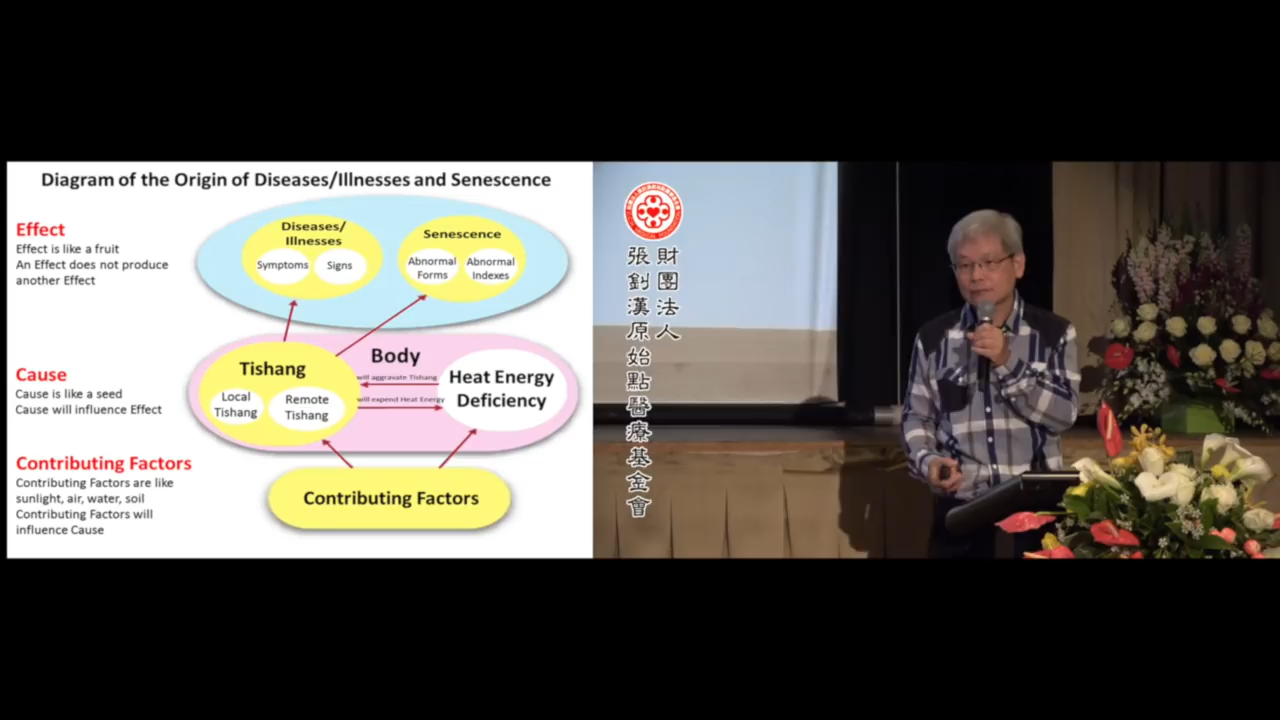 Diagram of the Origin of Diseases/Illnesses and Senescence
Effect
Effect is like a fruit
An Effect does not produce
another Effect
Diseases/
Illnesses
Symptoms
Signs
Senescence
Abnormal
Forms
Abnormal
Indexes
Cause
Cause is like a seed
Cause will influence Effect
Body
Tishang
Local
Tishang
Remote
Tishang
will aggravate Tishang
will expend Heat Energy
Heat Energy
Deficiency
Contributing Factors
Contributing Factors are like
sunlight, air, water, soil
Contributing Factors will
influence Cause
Contributing Factors
財團法人
張釗漢原始點醫療基金會